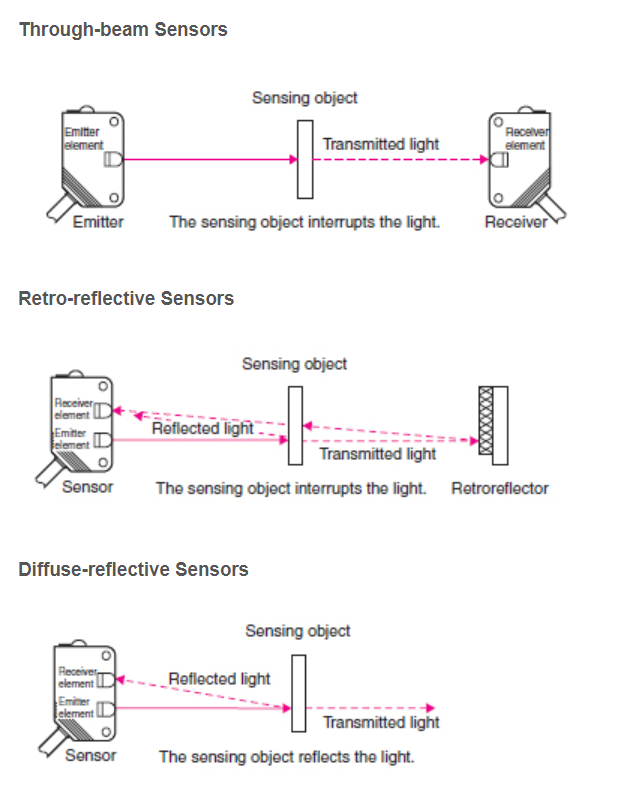 Through-beam Sensors
Sensing object
Emitter
element
Transmitted light
Receiver
element
Emitter
The sensing object interrupts the light.
Receiver
Retro-reflective Sensors
Sensing object
Receiver
element
Reflected light
Emitter
element
Transmitted light
Sensor
The sensing object interrupts the light.
Retroreflector
Diffuse-reflective Sensors
Sensing object
Receiver
element
Reflected light
Emitter
element
Transmitted light
Sensor
The sensing object reflects the light.